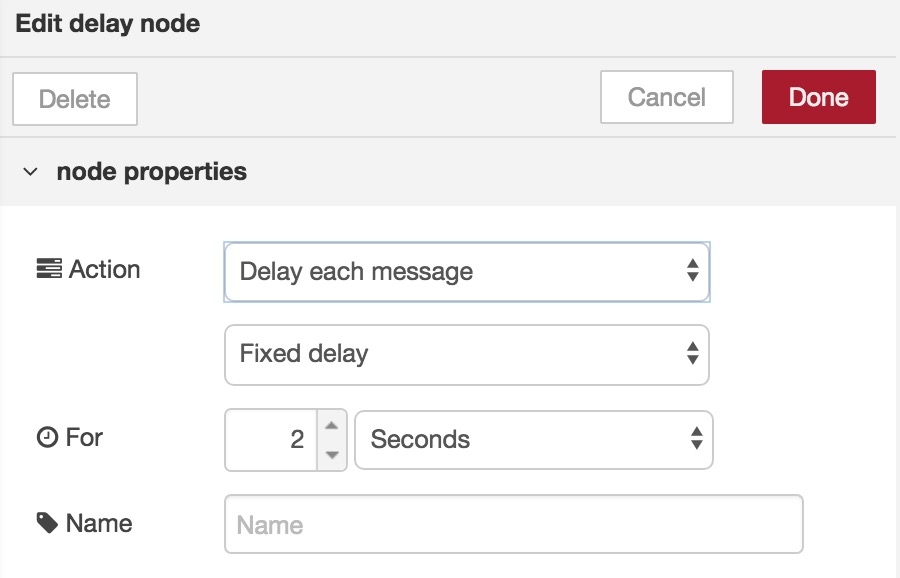 Edit delay node
Delete Cancel Done
node properties
Action Delay each message
Fixed delay
For 2 Seconds
Name Name